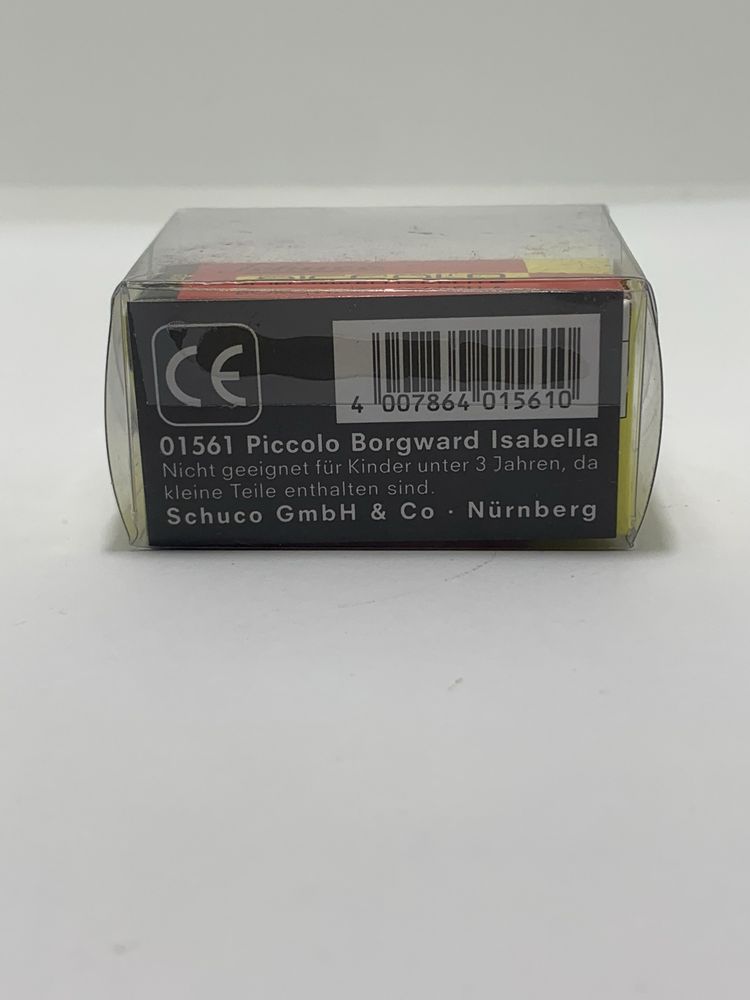 CE
4 007864 015610
01561 Piccolo Borgward Isabella
Nicht geeignet für Kinder unter 3 Jahren, da
kleine Teile enthalten sind.
Schuco GmbH & Co · Nürnberg